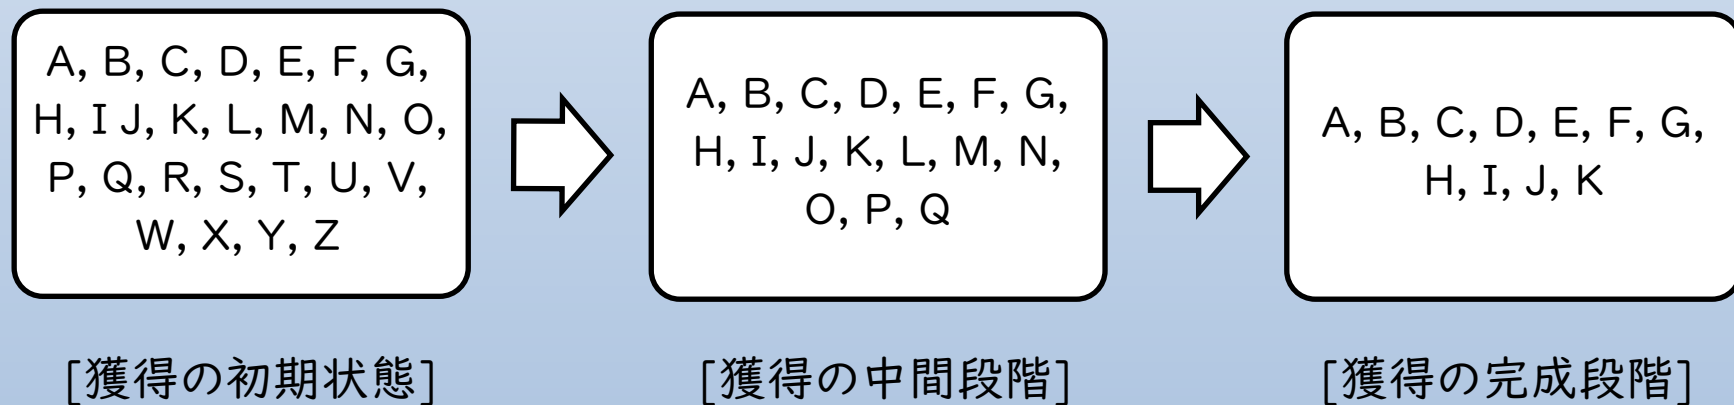 A, B, C, D, E, F, G,
H, I J, K, L, M, N, O,
P, Q, R, S, T, U, V,
W, X, Y, Z
[獲得の初期状態]
A, B, C, D, E, F, G,
H, I, J, K, L, M, N,
O, P, Q
[獲得の中間段階]
A, B, C, D, E, F, G,
H, I, J, K
[獲得の完成段階]